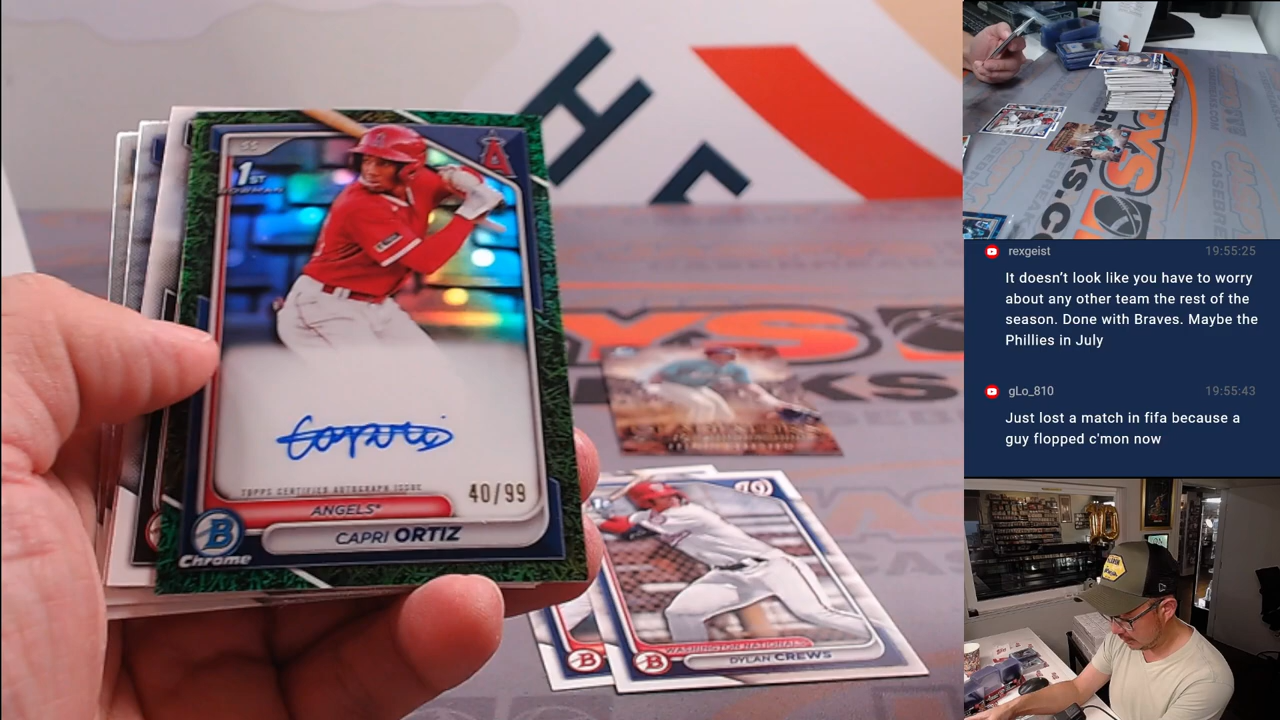 SS
1ST
BOWMAN
Caprio
TOPPS CERTIFIED AUTOGRAPH ISSUE
40/99
ANGELS
CAPRI ORTIZ
B
Chrome
WASHINGTON NATIONALS
DYLAN CREWS
B
B
rexgeist 19:55:25
It doesn't look like you have to worry
about any other team the rest of the
season. Done with Braves. Maybe the
Phillies in July
gLo_810 19:55:43
Just lost a match in fifa because a
guy flopped c'mon now